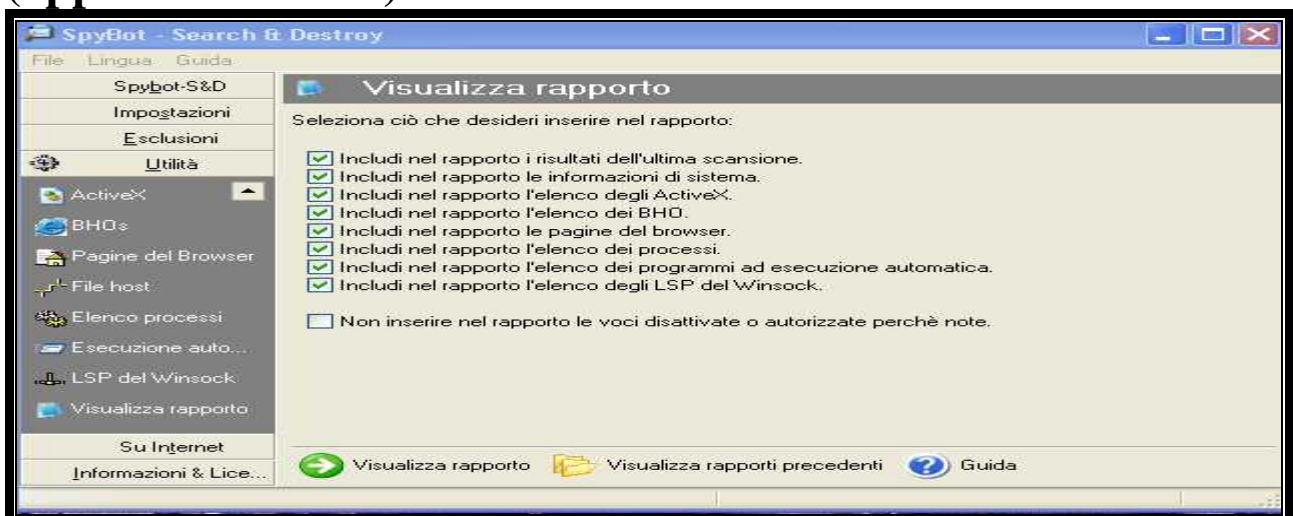 SpyBot - Search & Destroy
File Lingua Guida
Spybot-S&D
Impostazioni
Esclusioni
Utilità
ActiveX
BHOs
Pagine del Browser
File host
Elenco processi
Esecuzione auto...
LSP del Winsock
Visualizza rapporto
Su Internet
Informazioni & Lice...
Visualizza rapporto
Seleziona ciò che desideri inserire nel rapporto:
Includi nel rapporto i risultati dell'ultima scansione.
Includi nel rapporto le informazioni di sistema.
Includi nel rapporto l'elenco degli ActiveX.
Includi nel rapporto l'elenco dei BHO.
Includi nel rapporto le pagine del browser.
Includi nel rapporto l'elenco dei processi.
Includi nel rapporto l'elenco dei programmi ad esecuzione automatica.
Includi nel rapporto l'elenco degli LSP del Winsock.
Non inserire nel rapporto le voci disattivate o autorizzate perchè note.
Visualizza rapporto Visualizza rapporti precedenti Guida